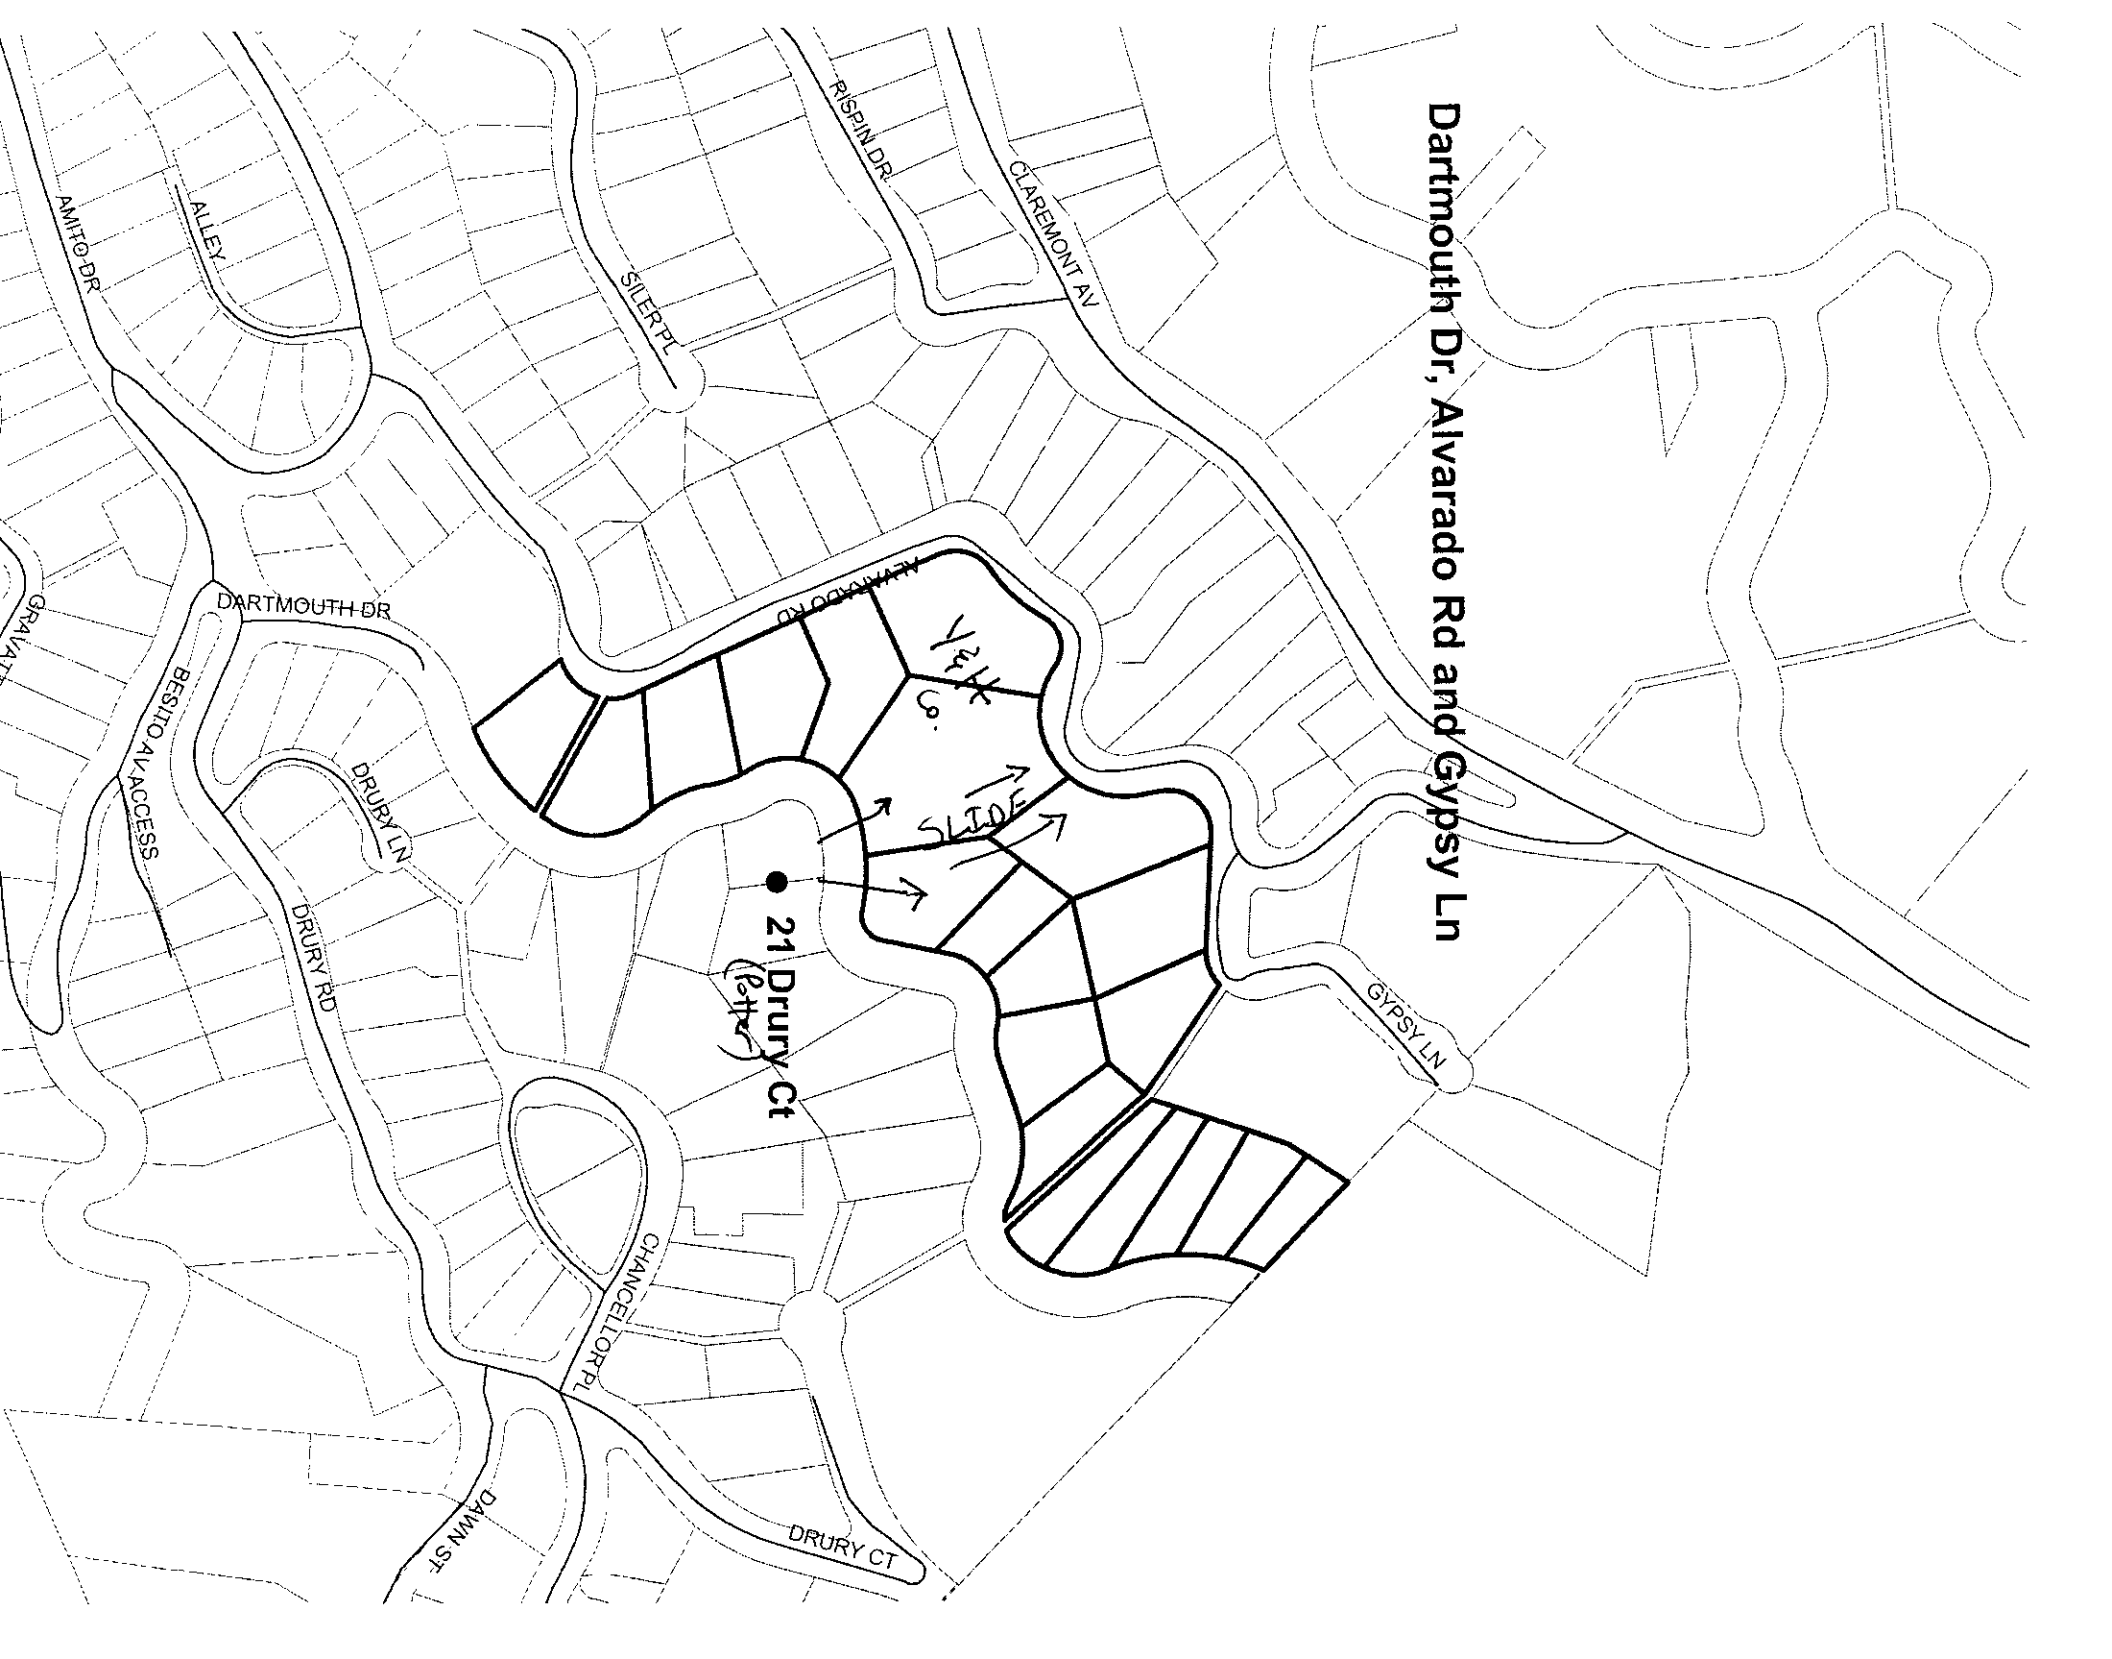 Dartmouth Dr, Alvarado Rd and Gypsy Ln
RISPIN DR
CLAREMONT AV
AMITO DR
ALLEY
SILER PL
ALVARADO RD
DARTMOUTH DR
GRAVATT
BESITO AV ACCESS
DRURY LN
DRURY RD
SLIDE
21 Drury Ct
(Potter)
GYPSY LN
CHANCELLOR PL
DAWN ST
DRURY CT